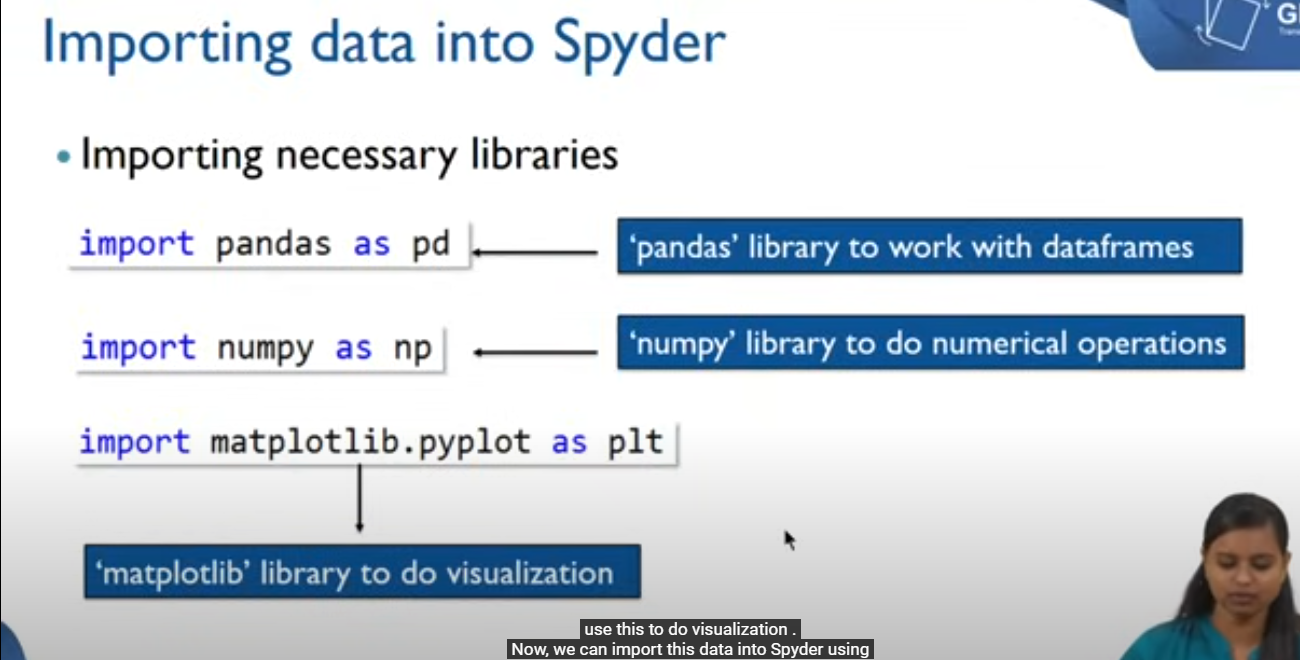 Importing data into Spyder
• Importing necessary libraries
import pandas as pd
‘pandas’ library to work with dataframes
import numpy as np
‘numpy’ library to do numerical operations
import matplotlib.pyplot as plt
‘matplotlib’ library to do visualization
use this to do visualization .
Now, we can import this data into Spyder using